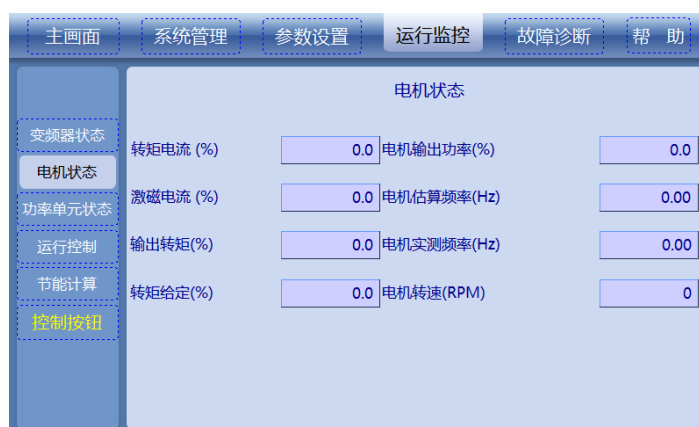 主画面 系统管理 参数设置 运行监控 故障诊断 帮 助
电机状态
变频器状态
电机状态
功率单元状态
运行控制
节能计算
控制按钮
转矩电流 (%) 0.0 电机输出功率(%) 0.0
激磁电流 (%) 0.0 电机估算频率(Hz) 0.00
输出转矩(%) 0.0 电机实测频率(Hz) 0.00
转矩给定(%) 0.0 电机转速(RPM) 0